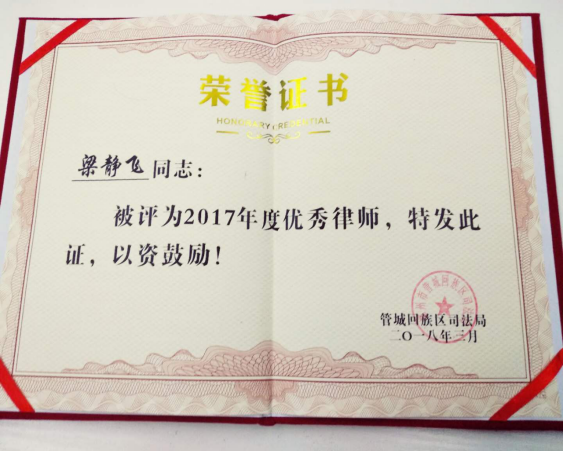 荣誉证书
HONORARY CREDENTIAL
梁静飞同志：
被评为2017年度优秀律师，特发此
证，以资鼓励！
管城回族区司法局
二〇一八年三月